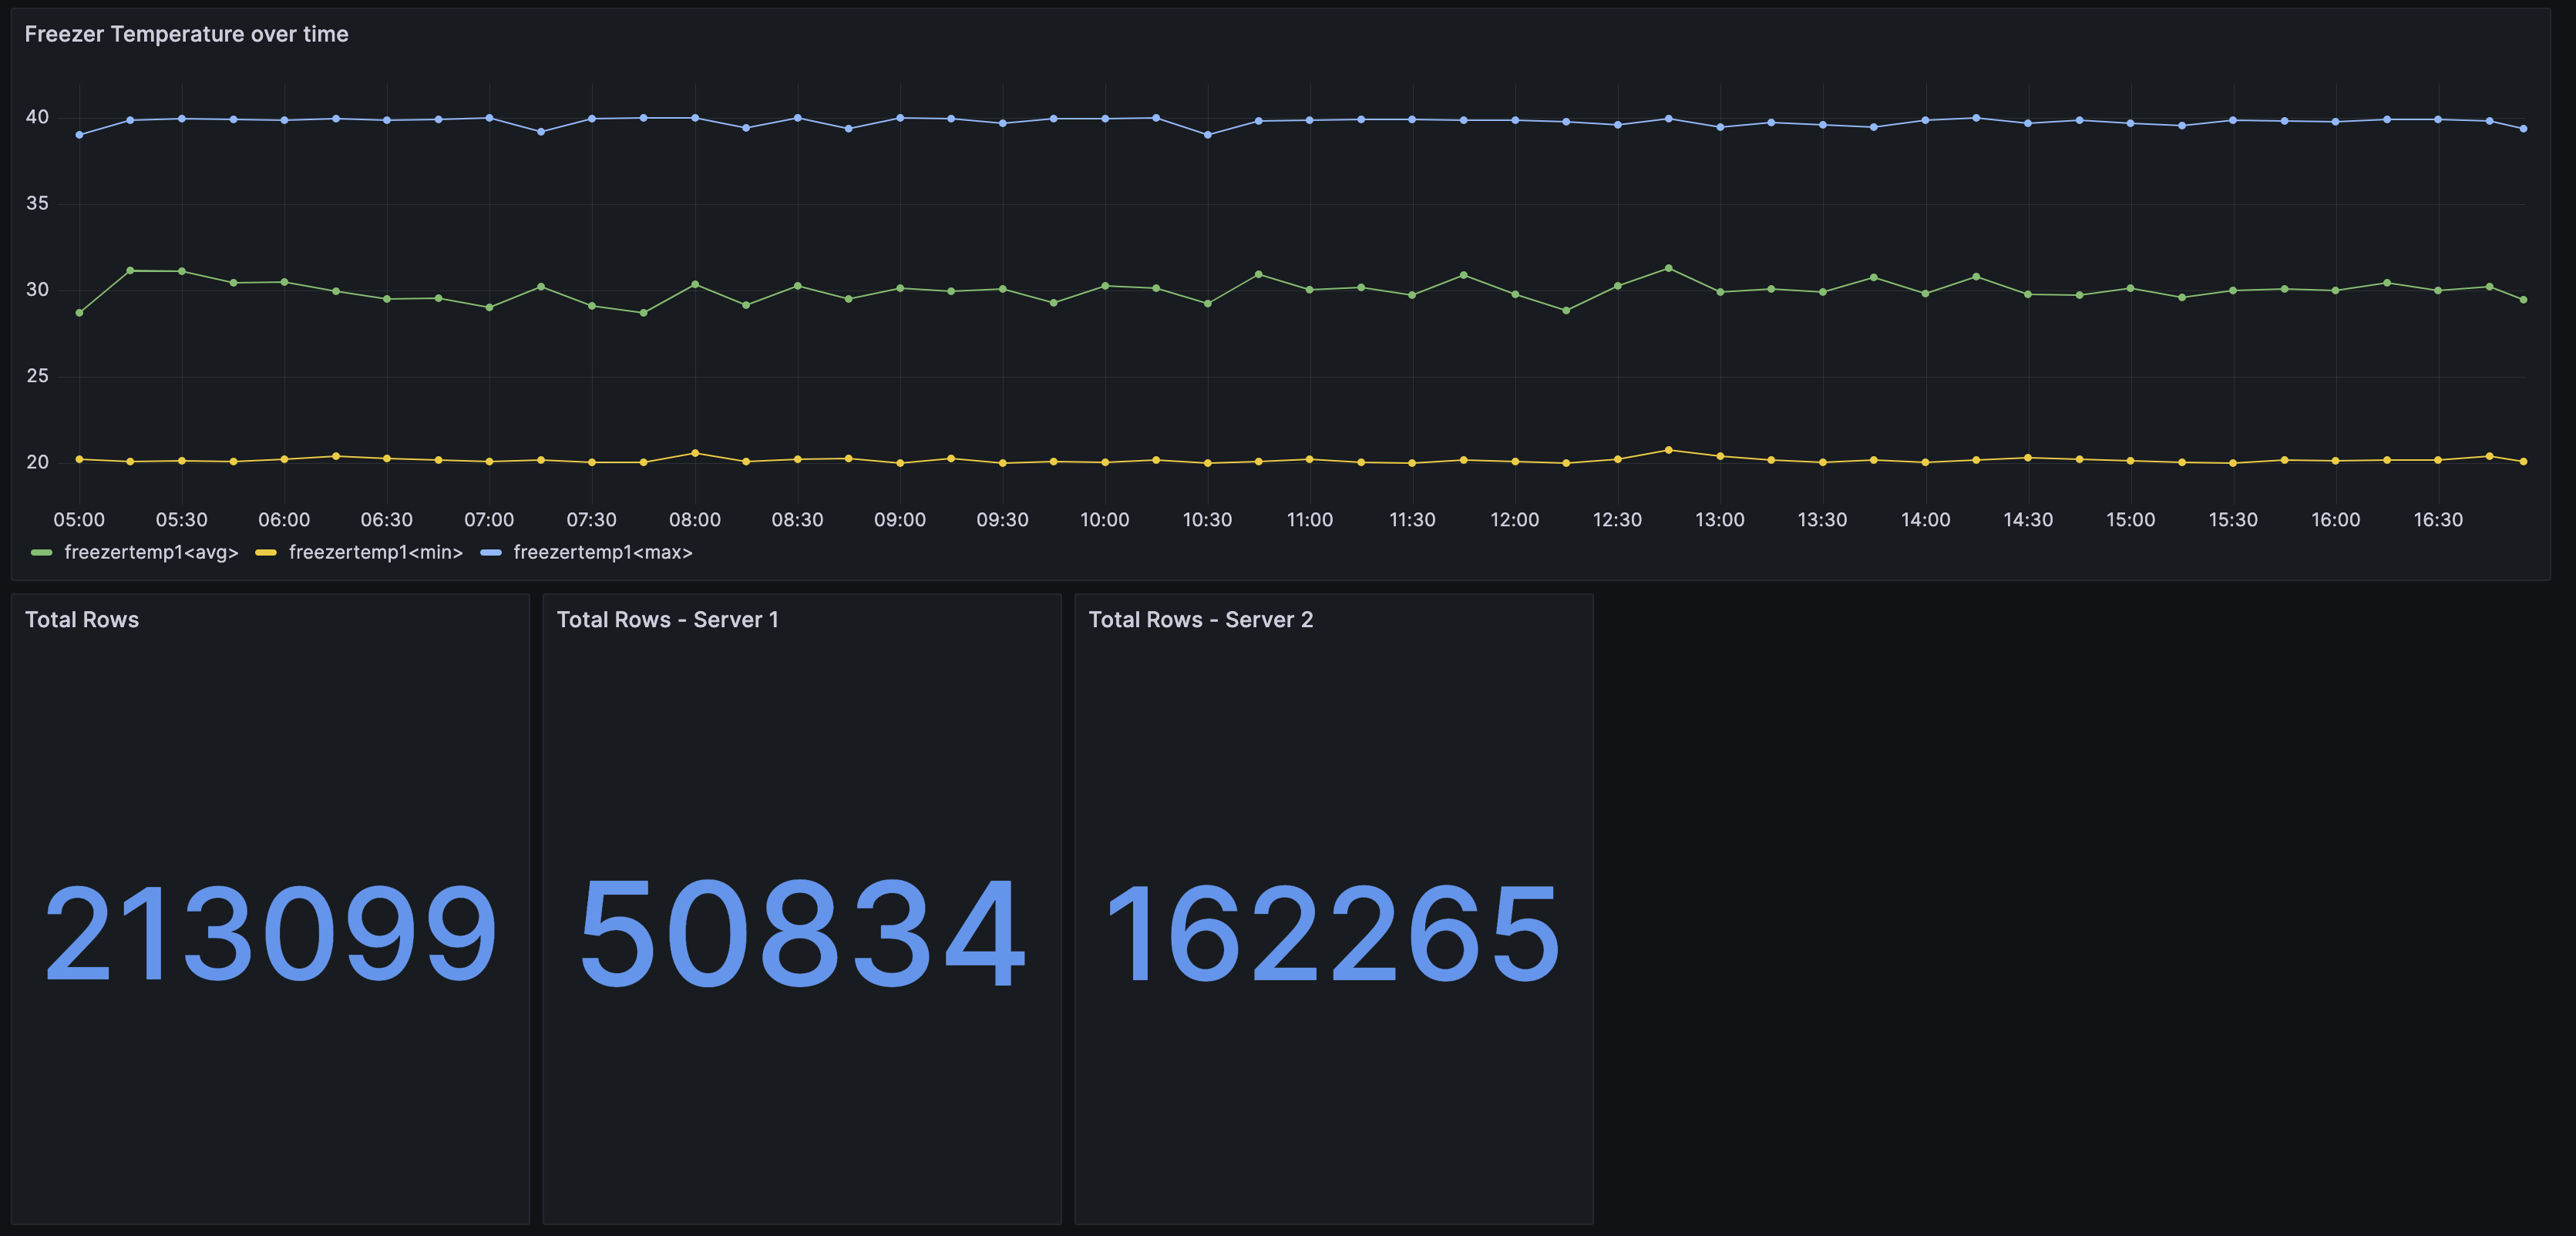 Freezer Temperature over time
40
35
30
25
20
05:00 05:30 06:00 06:30 07:00 07:30 08:00 08:30 09:00 09:30 10:00 10:30 11:00 11:30 12:00 12:30 13:00 13:30 14:00 14:30 15:00 15:30 16:00 16:30
freezertemp1<avg> freezertemp1<min> freezertemp1<max>
Total Rows
213099
Total Rows - Server 1
50834
Total Rows - Server 2
162265